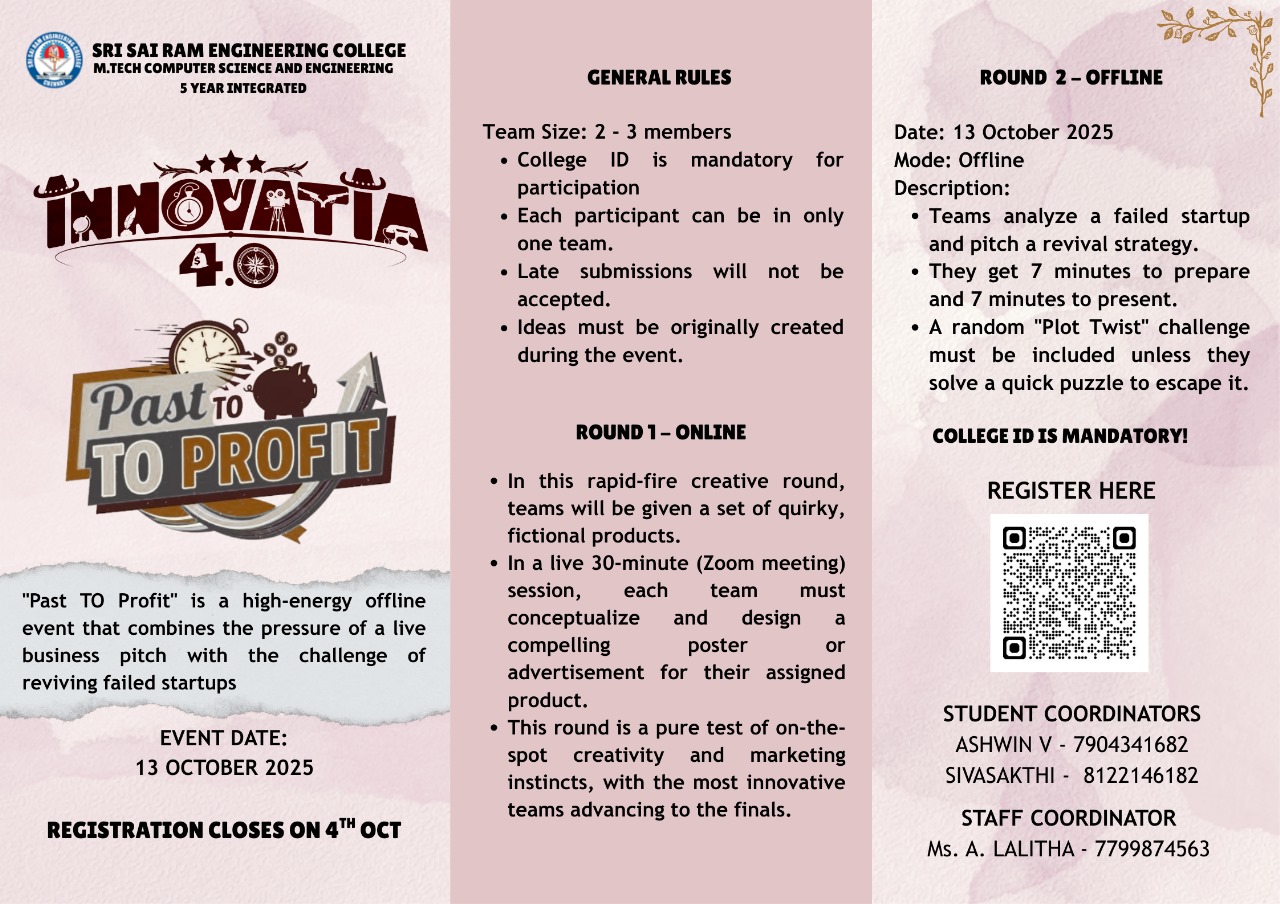 SRI SAI RAM ENGINEERING COLLEGE
M.TECH COMPUTER SCIENCE AND ENGINEERING
5 YEAR INTEGRATED
INNOVATIA
4.0
Past TO
TO PROFIT
"Past TO Profit" is a high-energy offline
event that combines the pressure of a live
business pitch with the challenge of
reviving failed startups
EVENT DATE:
13 OCTOBER 2025
REGISTRATION CLOSES ON 4TH OCT
GENERAL RULES
Team Size: 2 - 3 members
• College ID is mandatory for
participation
• Each participant can be in only
one team.
• Late submissions will not be
accepted.
• Ideas must be originally created
during the event.
ROUND 1 – ONLINE
• In this rapid-fire creative round,
teams will be given a set of quirky,
fictional products.
• In a live 30-minute (Zoom meeting)
session, each team must
conceptualize and design a
compelling poster or
advertisement for their assigned
product.
• This round is a pure test of on-the-
spot creativity and marketing
instincts, with the most innovative
teams advancing to the finals.
ROUND 2 – OFFLINE
Date: 13 October 2025
Mode: Offline
Description:
• Teams analyze a failed startup
and pitch a revival strategy.
• They get 7 minutes to prepare
and 7 minutes to present.
• A random "Plot Twist" challenge
must be included unless they
solve a quick puzzle to escape it.
COLLEGE ID IS MANDATORY!
REGISTER HERE
STUDENT COORDINATORS
ASHWIN V - 7904341682
SIVASAKTHI - 8122146182
STAFF COORDINATOR
Ms. A. LALITHA - 7799874563